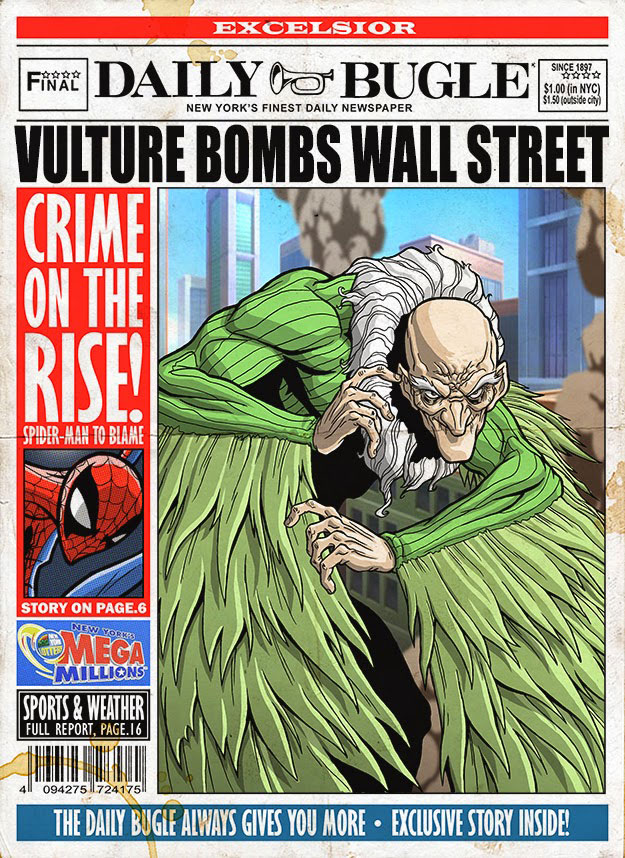 EXCELSIOR
FINAL
DAILY BUGLE
NEW YORK'S FINEST DAILY NEWSPAPER
SINCE 1897
$1.00 (in NYC)
$1.50 (outside city)
VULTURE BOMBS WALL STREET
CRIME
ON THE
RISE!
SPIDER-MAN TO BLAME
STORY ON PAGE.6
NEW YORK'S
MEGA
MILLIONS
SPORTS & WEATHER
FULL REPORT, PAGE.16
4 094275 724175
THE DAILY BUGLE ALWAYS GIVES YOU MORE • EXCLUSIVE STORY INSIDE!